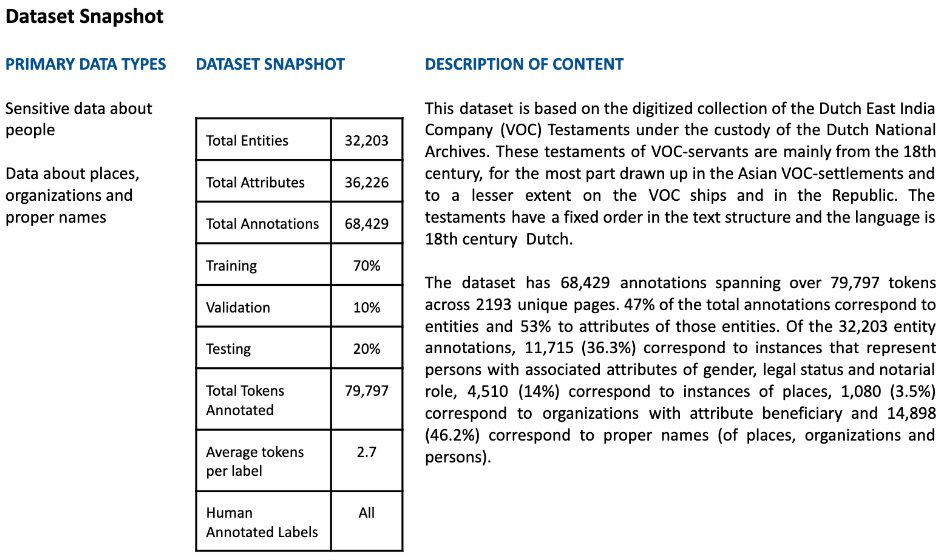 Dataset Snapshot
PRIMARY DATA TYPES
Sensitive data about
people
Data about places,
organizations and
proper names
DATASET SNAPSHOT
Total Entities 32,203
Total Attributes 36,226
Total Annotations 68,429
Training 70%
Validation 10%
Testing 20%
Total Tokens 79,797
Annotated
Average tokens 2.7
per label
Human All
Annotated Labels
DESCRIPTION OF CONTENT
This dataset is based on the digitized collection of the Dutch East India
Company (VOC) Testaments under the custody of the Dutch National
Archives. These testaments of VOC-servants are mainly from the 18th
century, for the most part drawn up in the Asian VOC-settlements and
to a lesser extent on the VOC ships and in the Republic. The
testaments have a fixed order in the text structure and the language is
18th century Dutch.
The dataset has 68,429 annotations spanning over 79,797 tokens
across 2193 unique pages. 47% of the total annotations correspond to
entities and 53% to attributes of those entities. Of the 32,203 entity
annotations, 11,715 (36.3%) correspond to instances that represent
persons with associated attributes of gender, legal status and notarial
role, 4,510 (14%) correspond to instances of places, 1,080 (3.5%)
correspond to organizations with attribute beneficiary and 14,898
(46.2%) correspond to proper names (of places, organizations and
persons).